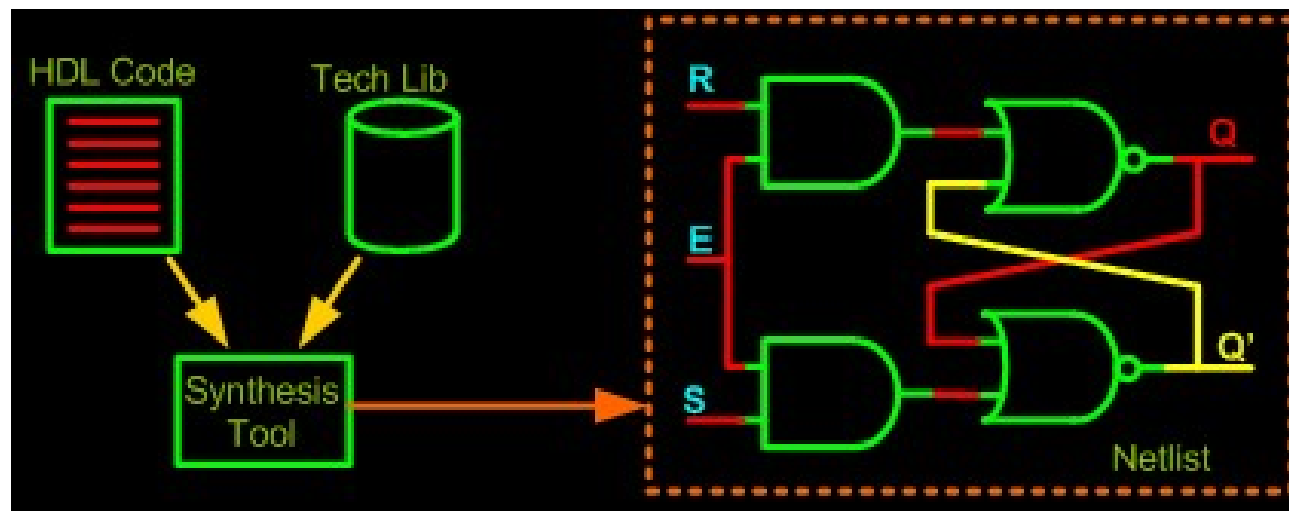 HDL Code
Tech Lib
Synthesis
Tool
R
E
S
Q
Q'
Netlist